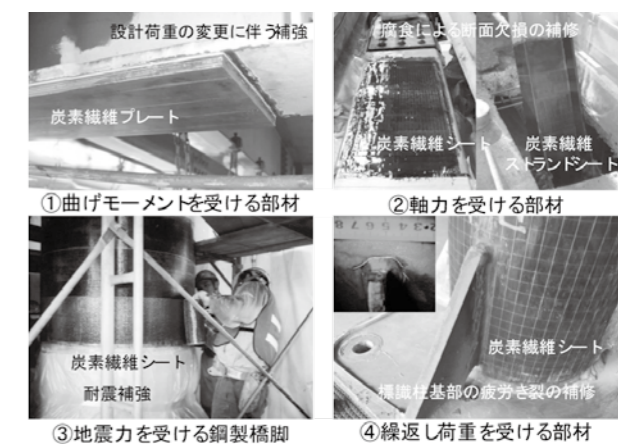 設計荷重の変更に伴う補強
炭素繊維プレート
①曲げモーメントを受ける部材
腐食による断面欠損の補修
炭素繊維シート
炭素繊維
ストランドシート
②軸力を受ける部材
炭素繊維シート
耐震補強
③地震力を受ける鋼製橋脚
炭素繊維シート
標識柱基部の疲労き裂の補修
④繰返し荷重を受ける部材